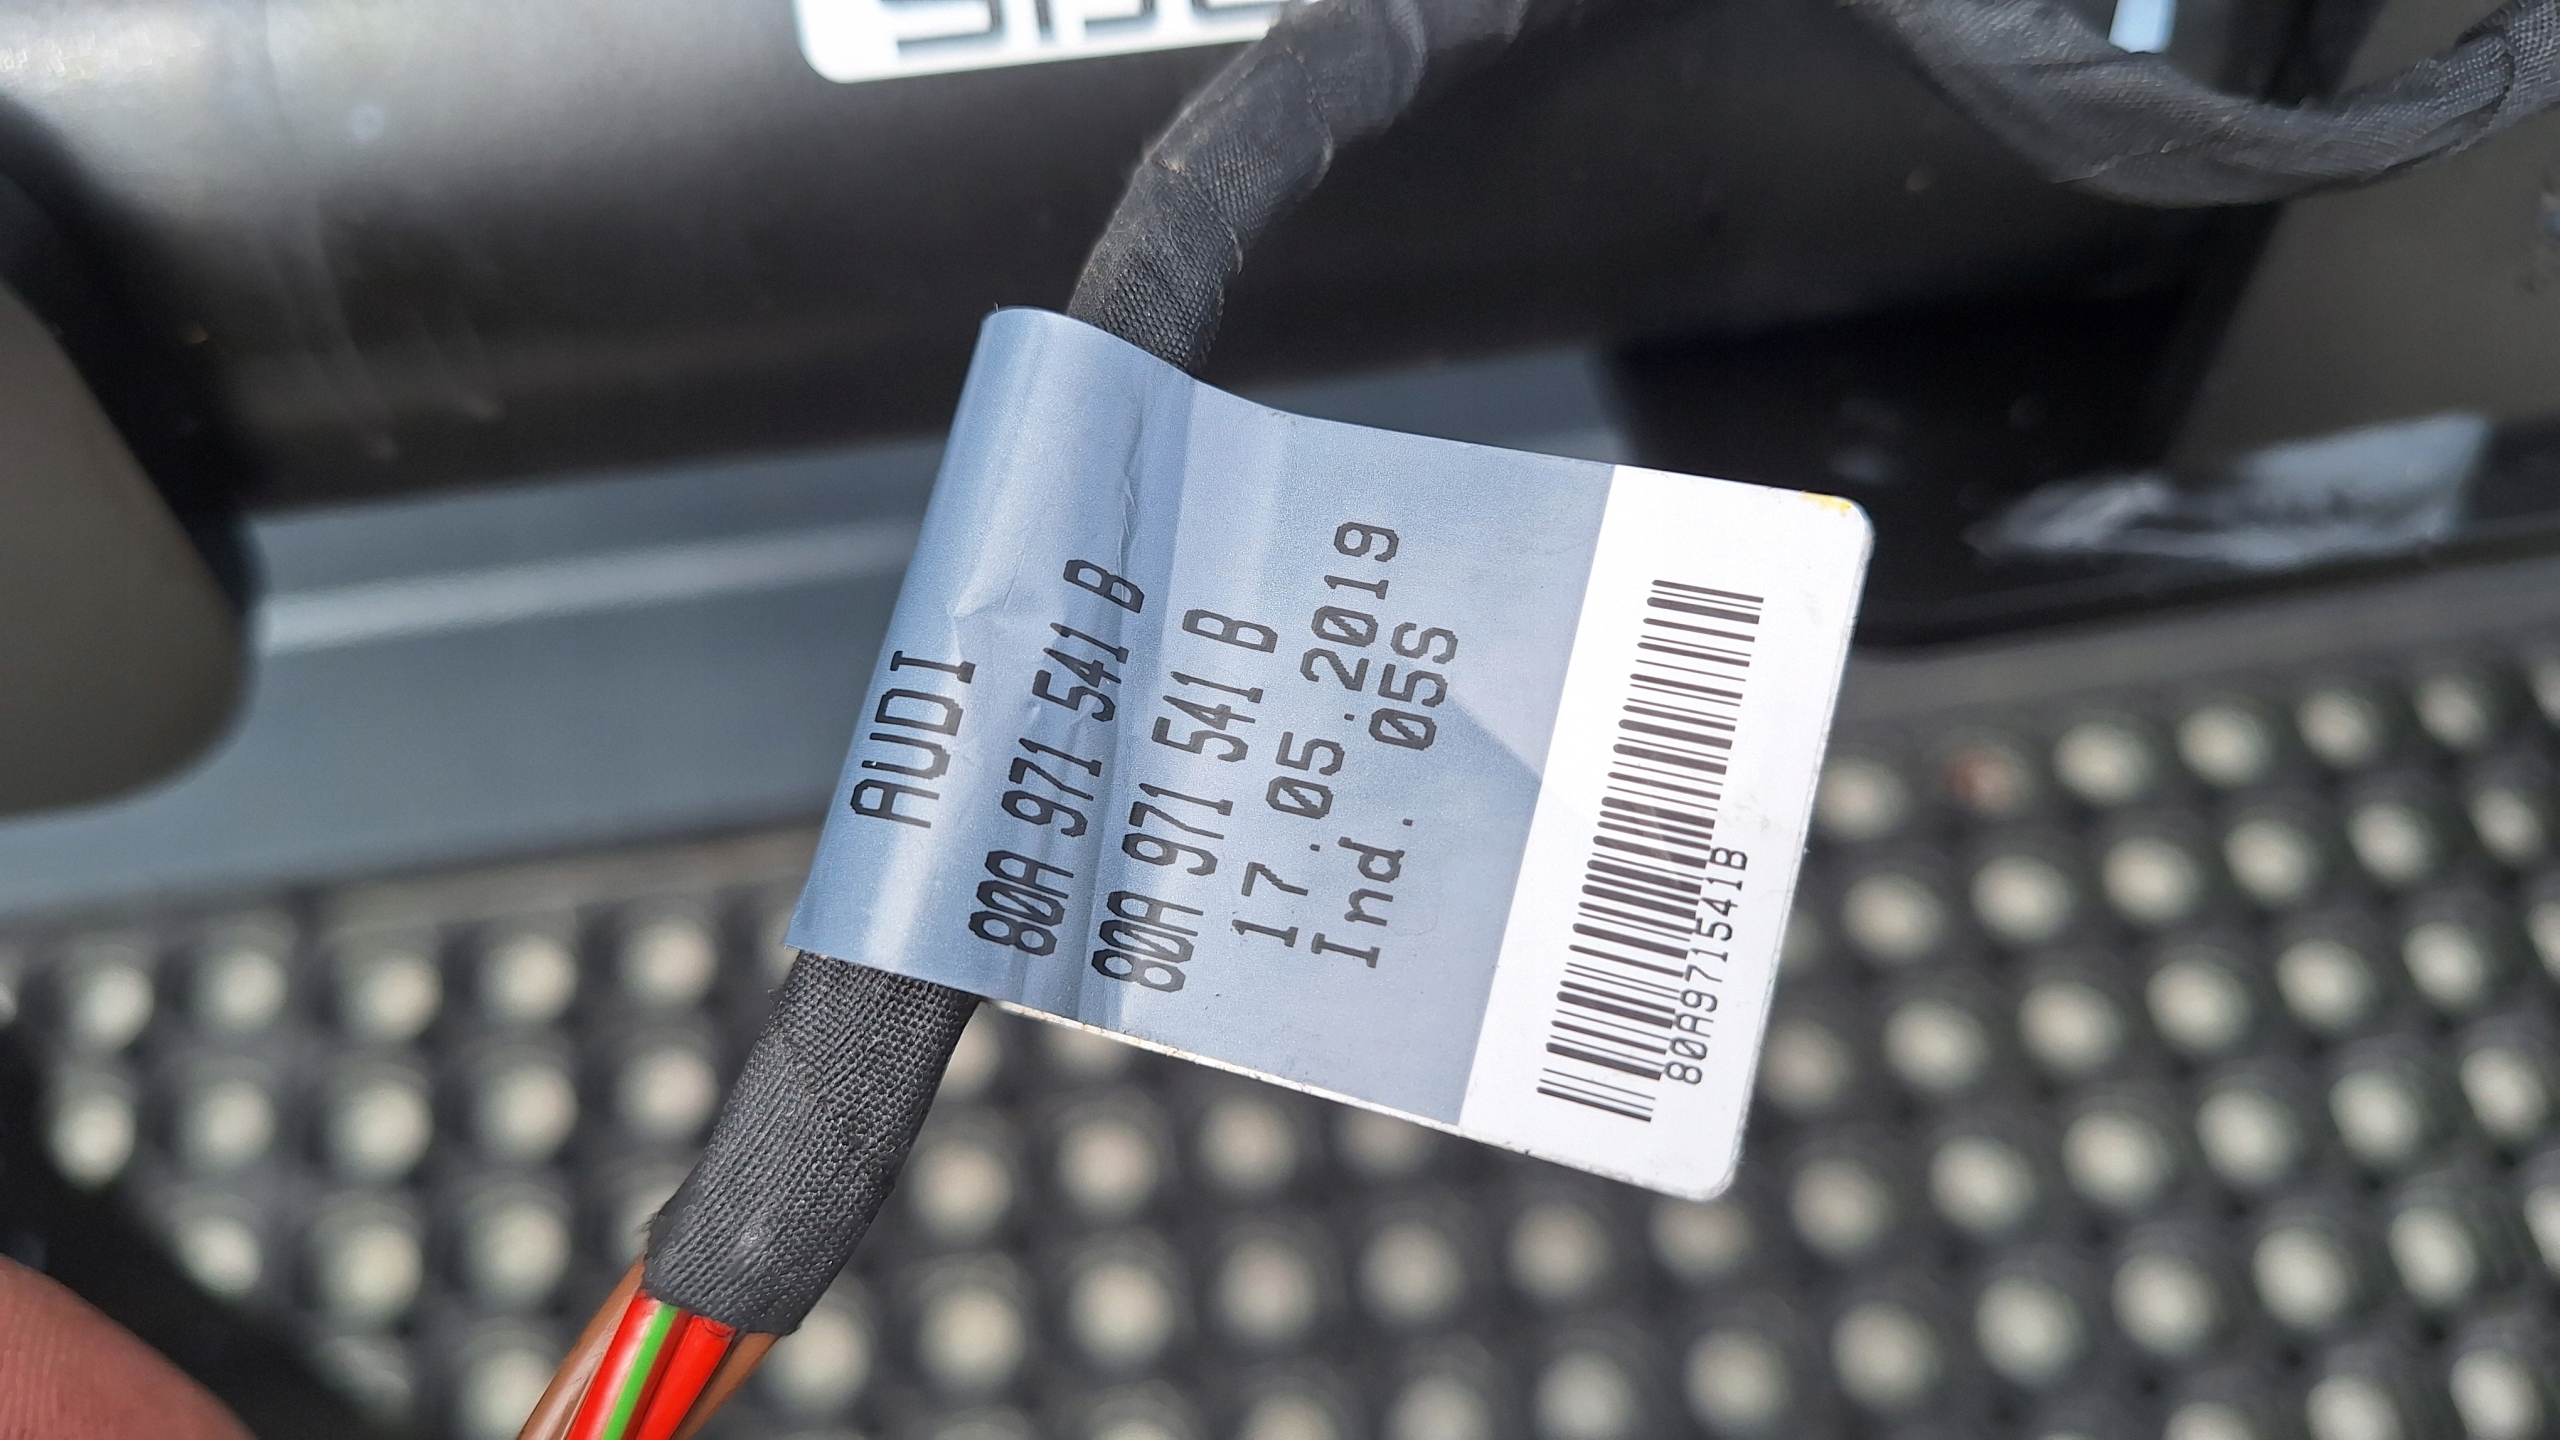 AUDI
80A 971 541 B
80A 971 541 B
17.05.2019
Ind. 05S
80A971541B